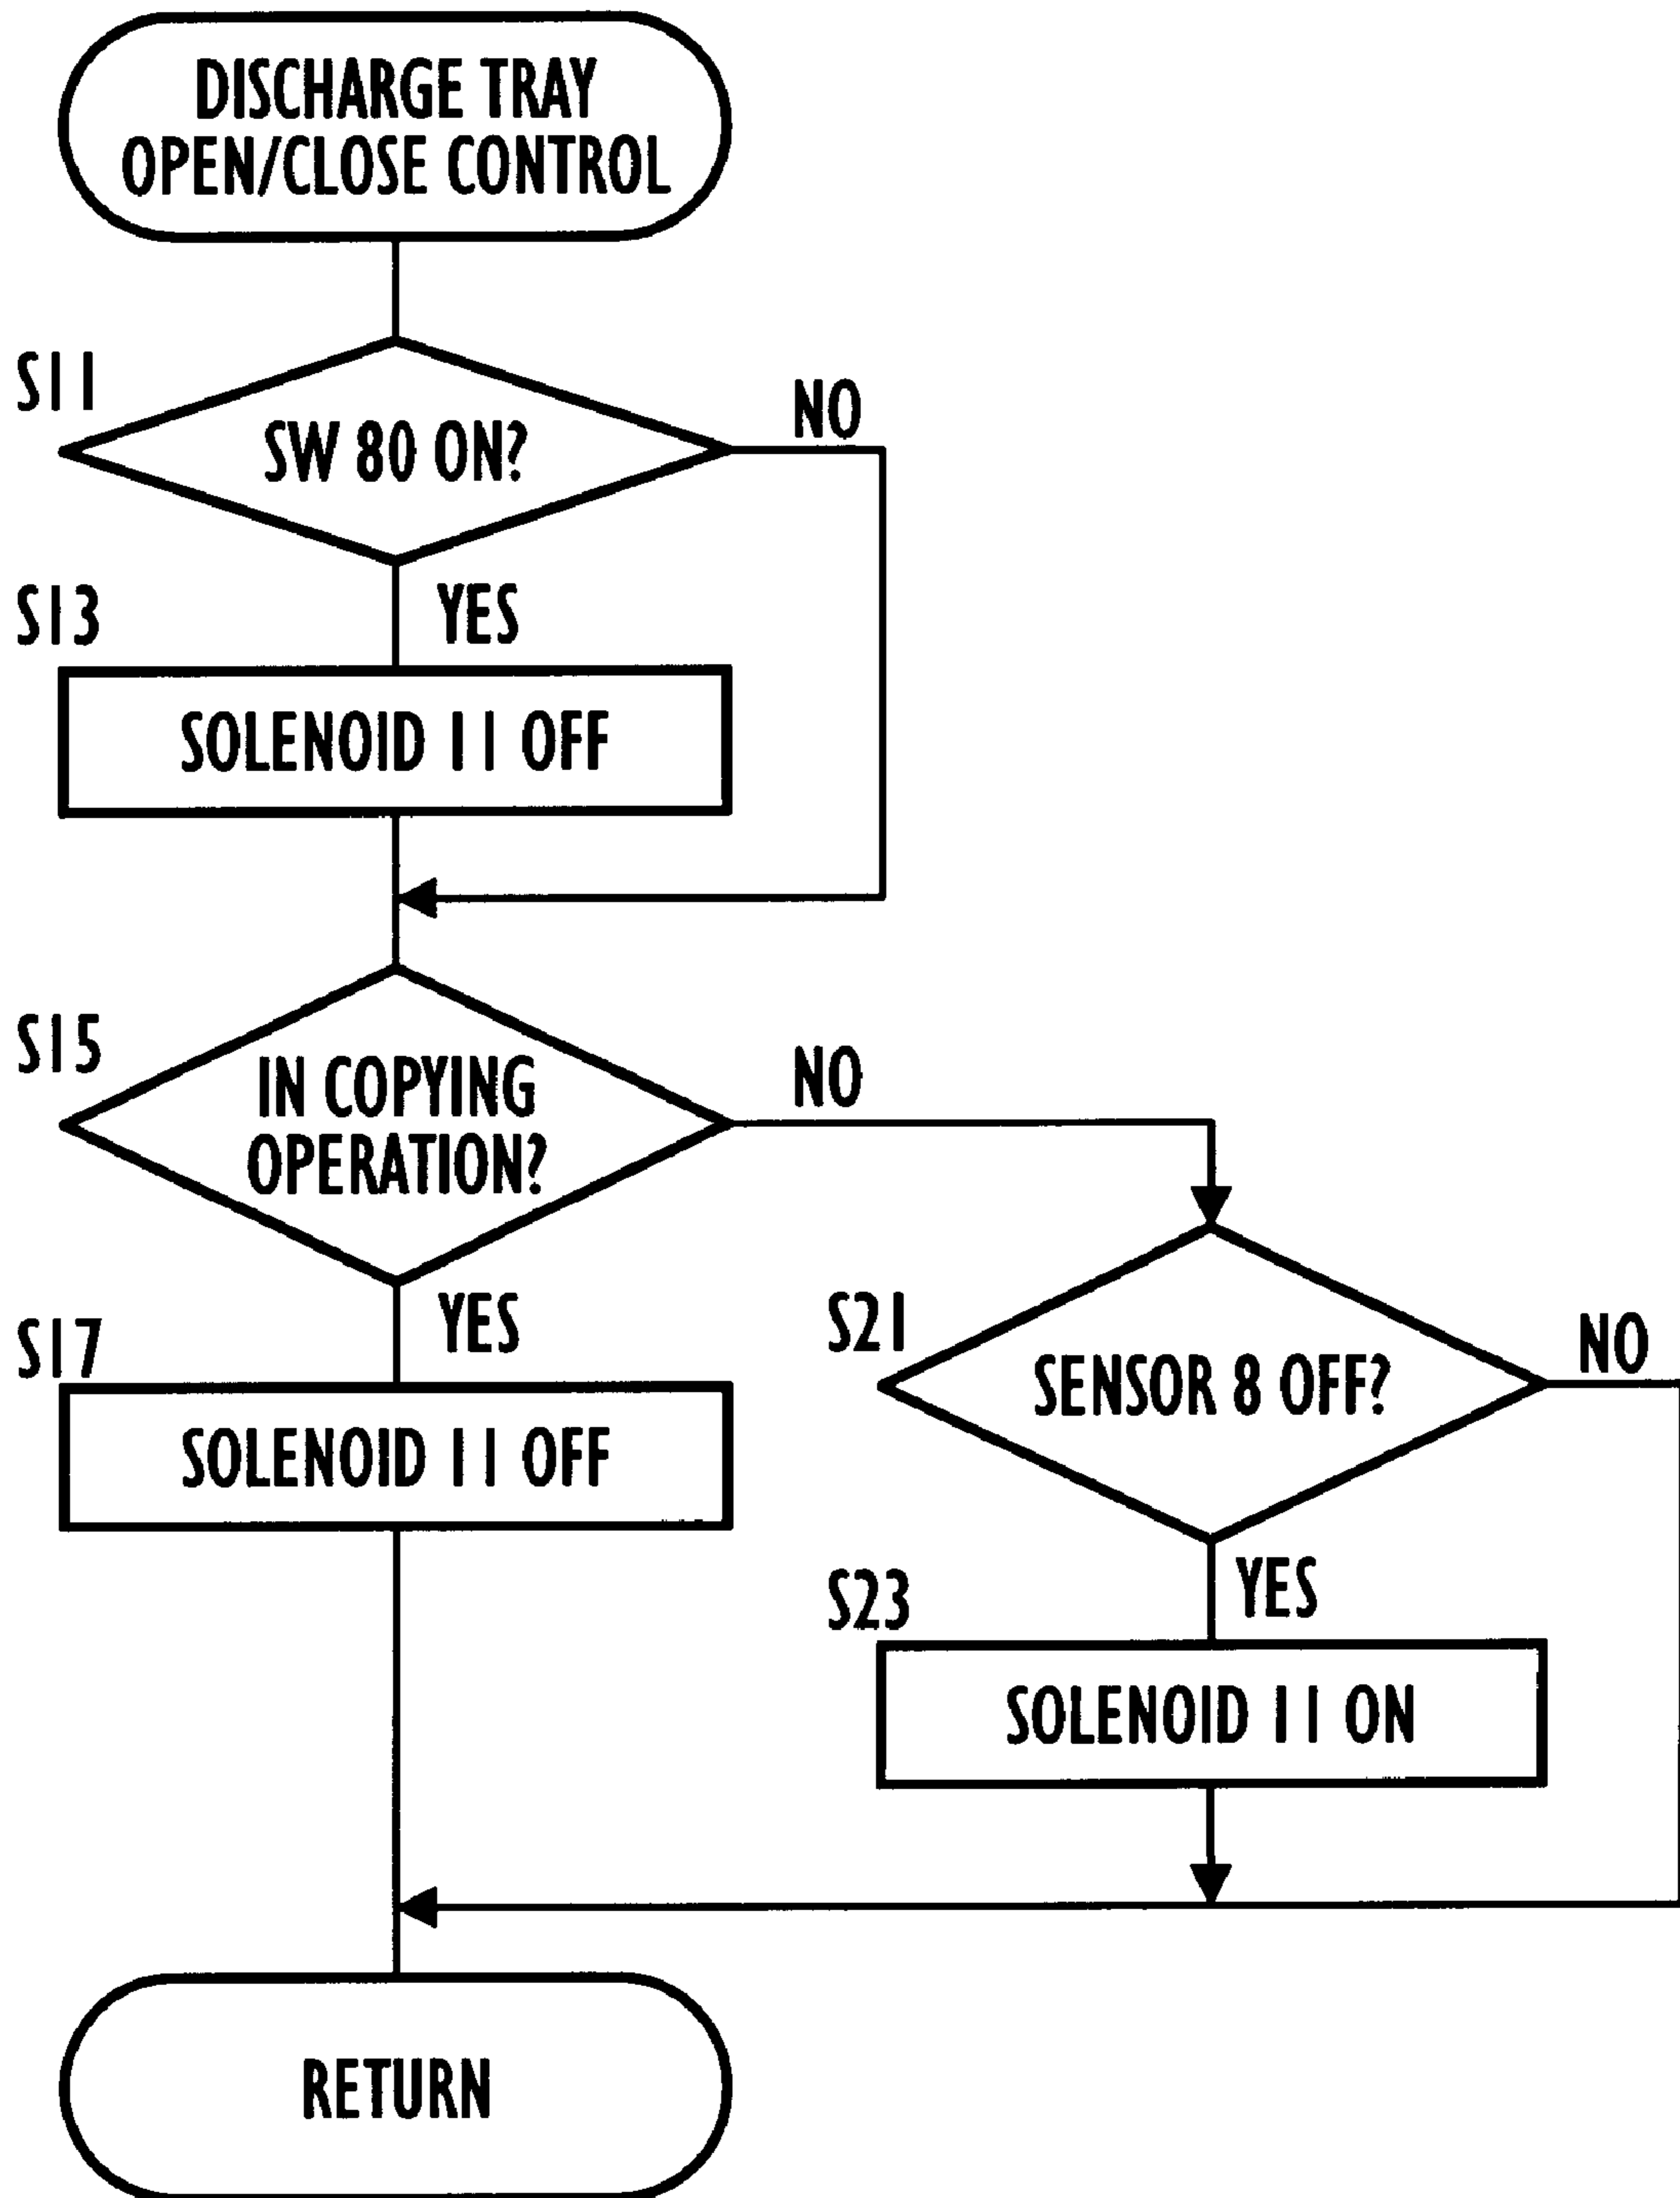 DISCHARGE TRAY
OPEN/CLOSE CONTROL
S11
SW 80 ON?
NO
YES
S13
SOLENOID 11 OFF
S15
IN COPYING
OPERATION?
NO
YES
S17
SOLENOID 11 OFF
S21
SENSOR 8 OFF?
NO
YES
S23
SOLENOID 11 ON
RETURN